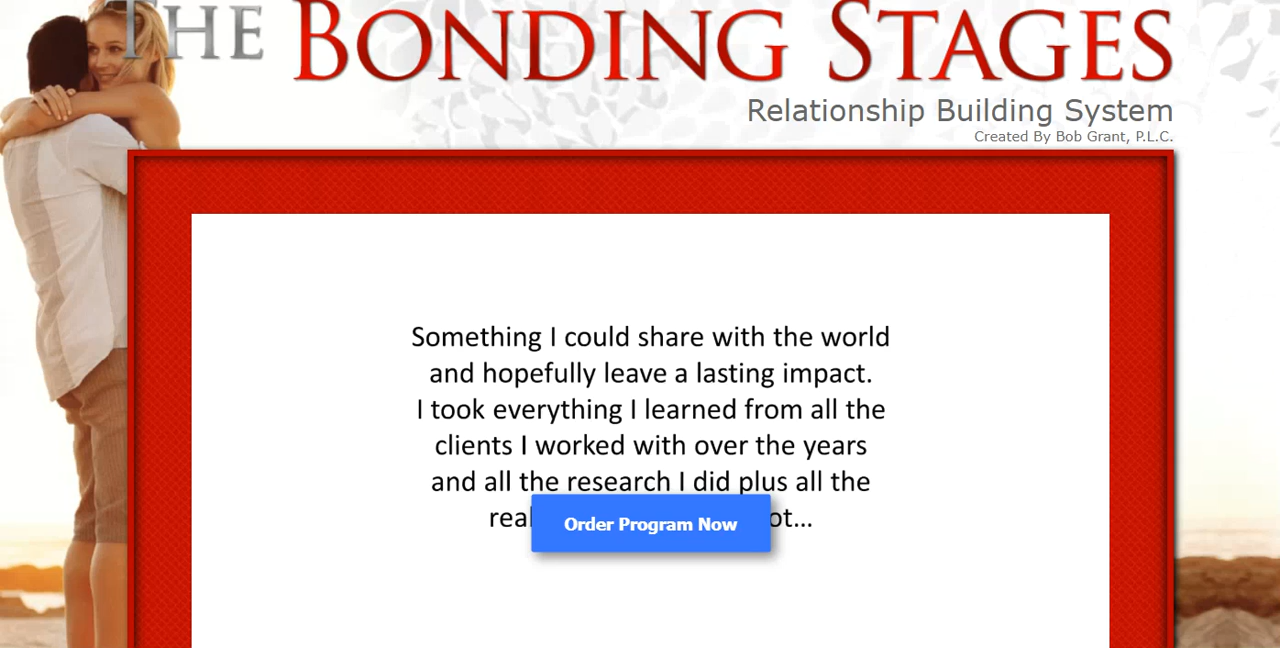 THE BONDING STAGES
Relationship Building System
Created By Bob Grant, P.L.C.
Something I could share with the world
and hopefully leave a lasting impact.
I took everything I learned from all the
clients I worked with over the years
and all the research I did plus all the
Order Program Now